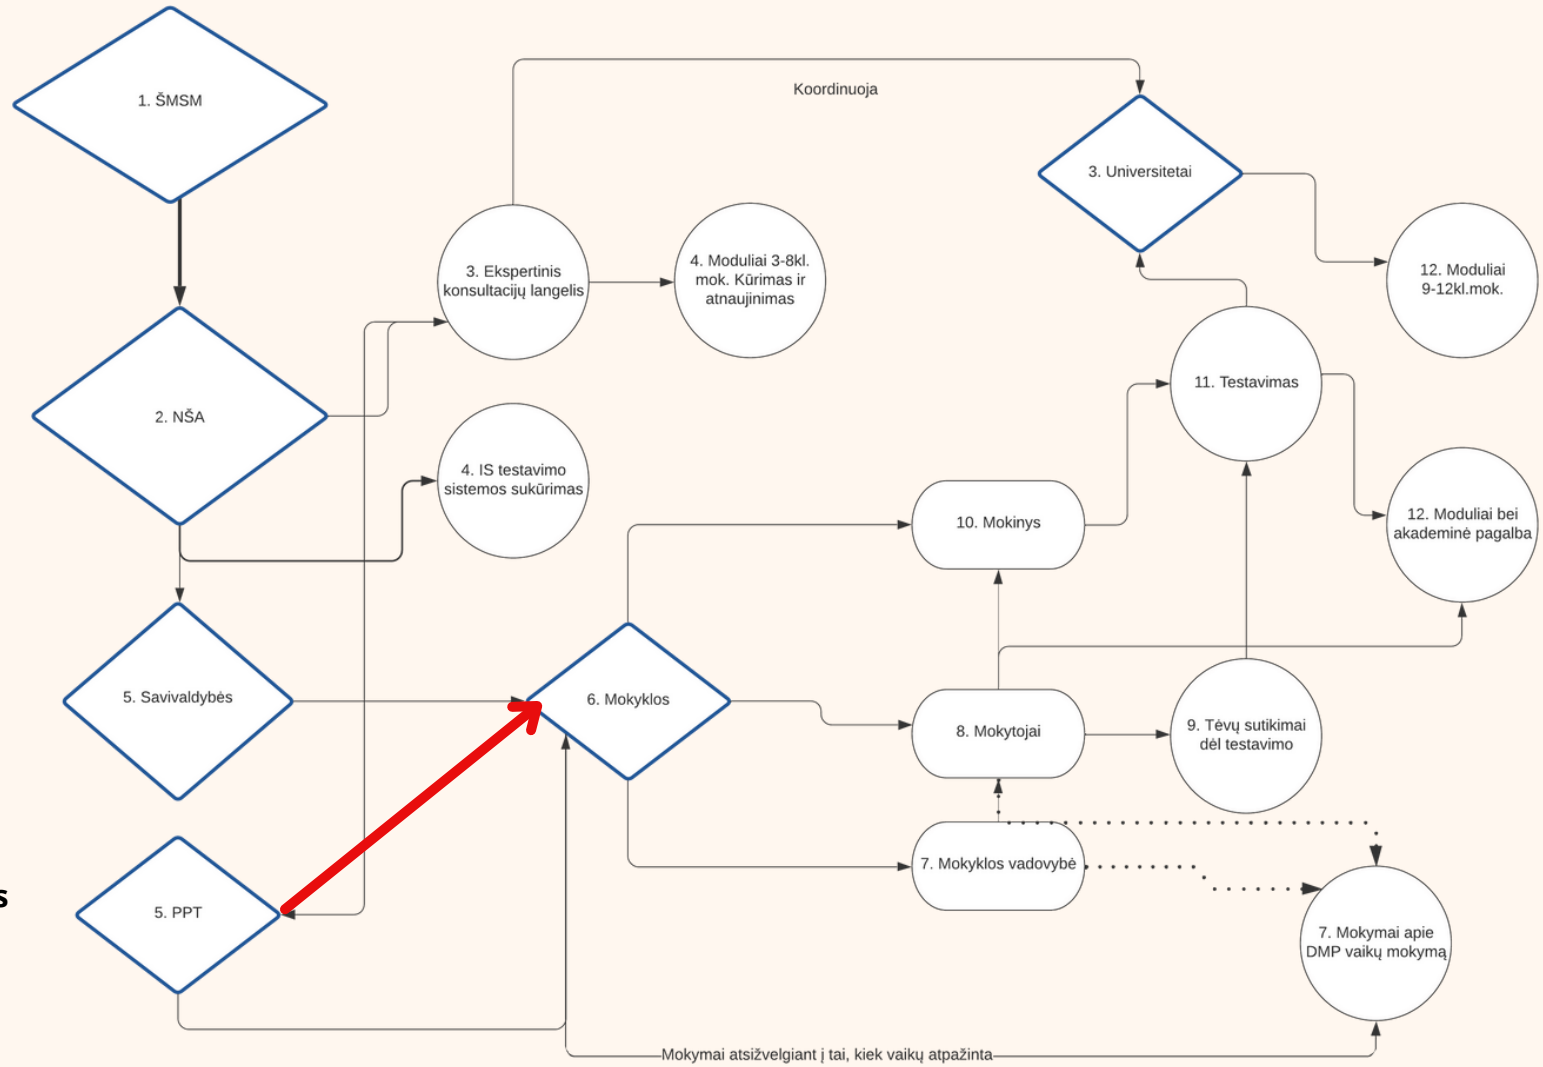 1. ŠMSM
Koordinuoja
3. Universitetai
3. Ekspertinis
konsultacijų langelis
4. Moduliai 3-8kl.
mok. Kūrimas ir
atnaujinimas
12. Moduliai
9-12kl.mok.
2. NŠA
11. Testavimas
4. IS testavimo
sistemos sukūrimas
10. Mokinys
12. Moduliai bei
akademinė pagalba
5. Savivaldybės
6. Mokyklos
8. Mokytojai
9. Tėvų sutikimai
dėl testavimo
7. Mokyklos vadovybė
s
5. PPT
7. Mokymai apie
DMP vaikų mokymą
Mokymai atsižvelgiant į tai, kiek vaikų atpažinta